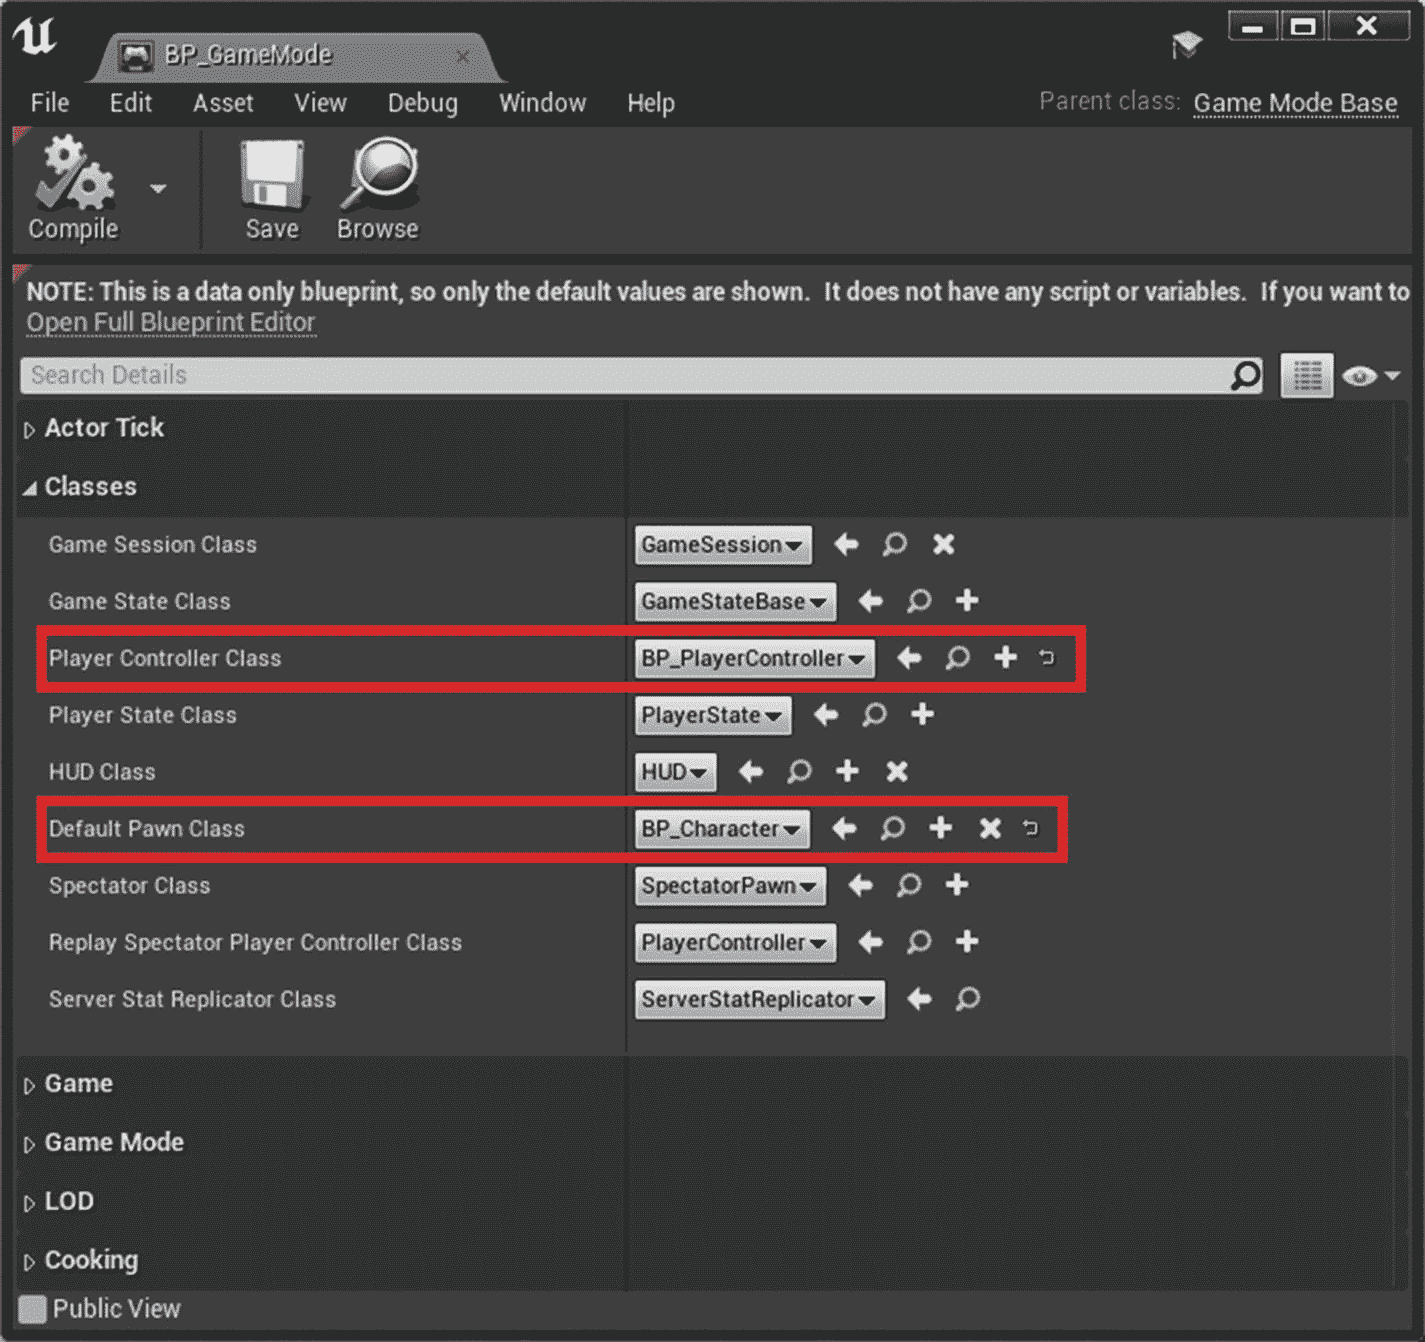 BP_GameMode
File Edit Asset View Debug Window Help Parent class: Game Mode Base
Compile Save Browse
NOTE: This is a data only blueprint, so only the default values are shown. It does not have any script or variables. If you want to
Open Full Blueprint Editor
Search Details
Actor Tick
Classes
Game Session Class GameSession
Game State Class GameStateBase
Player Controller Class BP_PlayerController
Player State Class PlayerState
HUD Class HUD
Default Pawn Class BP_Character
Spectator Class SpectatorPawn
Replay Spectator Player Controller Class PlayerController
Server Stat Replicator Class ServerStatReplicator
Game
Game Mode
LOD
Cooking
Public View